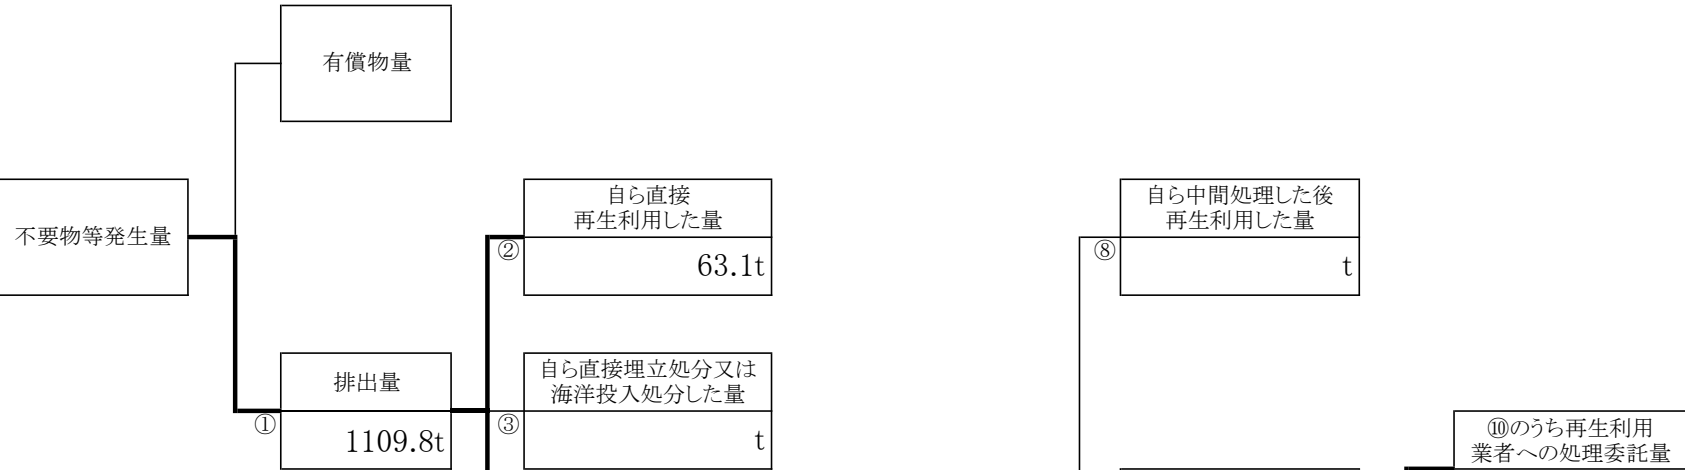 有償物量
不要物等発生量
自ら直接
再生利用した量
②
63.1t
自ら中間処理した後
再生利用した量
⑧
t
排出量
①
1109.8t
自ら直接埋立処分又は
海洋投入処分した量
③
t
⑩のうち再生利用
業者への処理委託量